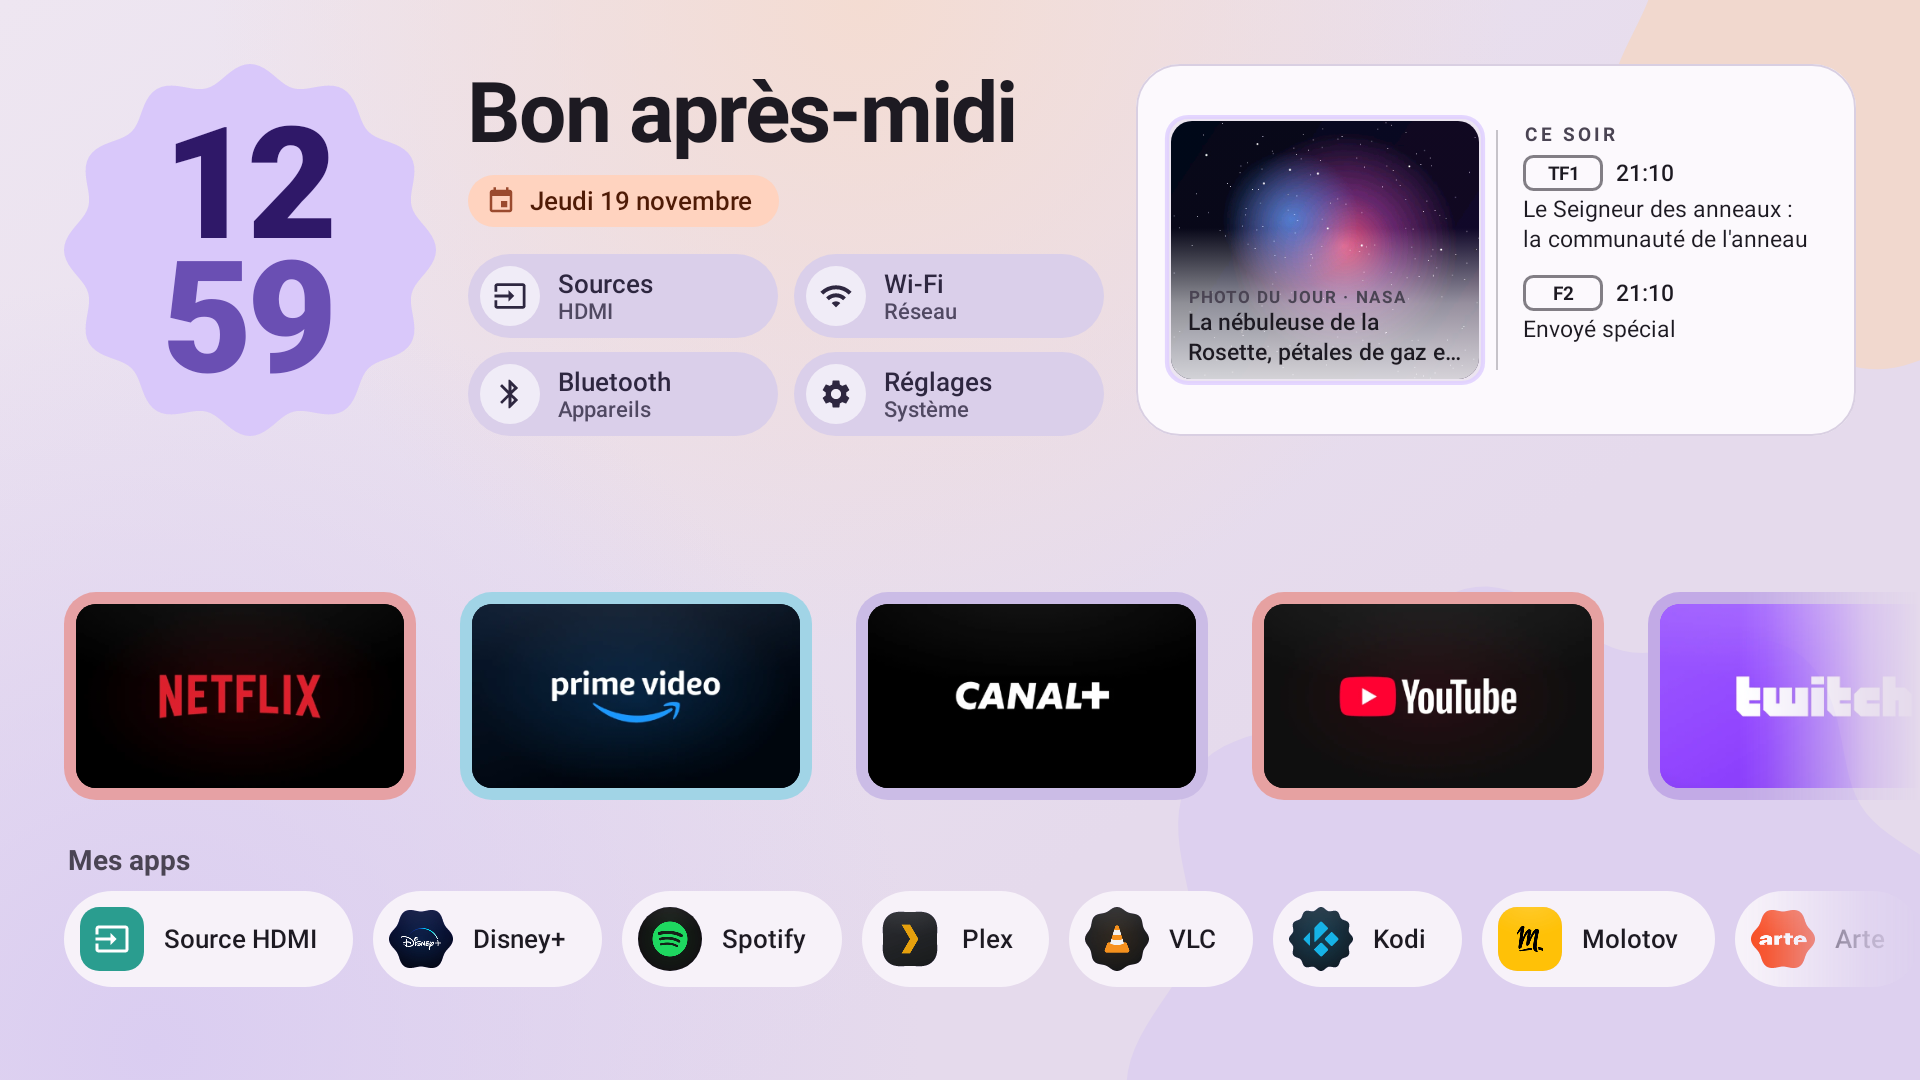 12
59
Bon après-midi
Jeudi 19 novembre
Sources
HDMI
Wi-Fi
Réseau
Bluetooth
Appareils
Réglages
Système
PHOTO DU JOUR · NASA
La nébuleuse de la
Rosette, pétales de gaz e...
CE SOIR
TF1 21:10
Le Seigneur des anneaux :
la communauté de l'anneau
F2 21:10
Envoyé spécial
NETFLIX
prime video
CANAL+
YouTube
twitch
Mes apps
Source HDMI
Disney+
Disney+
Spotify
Plex
VLC
Kodi
M.
Molotov
arte
Arte